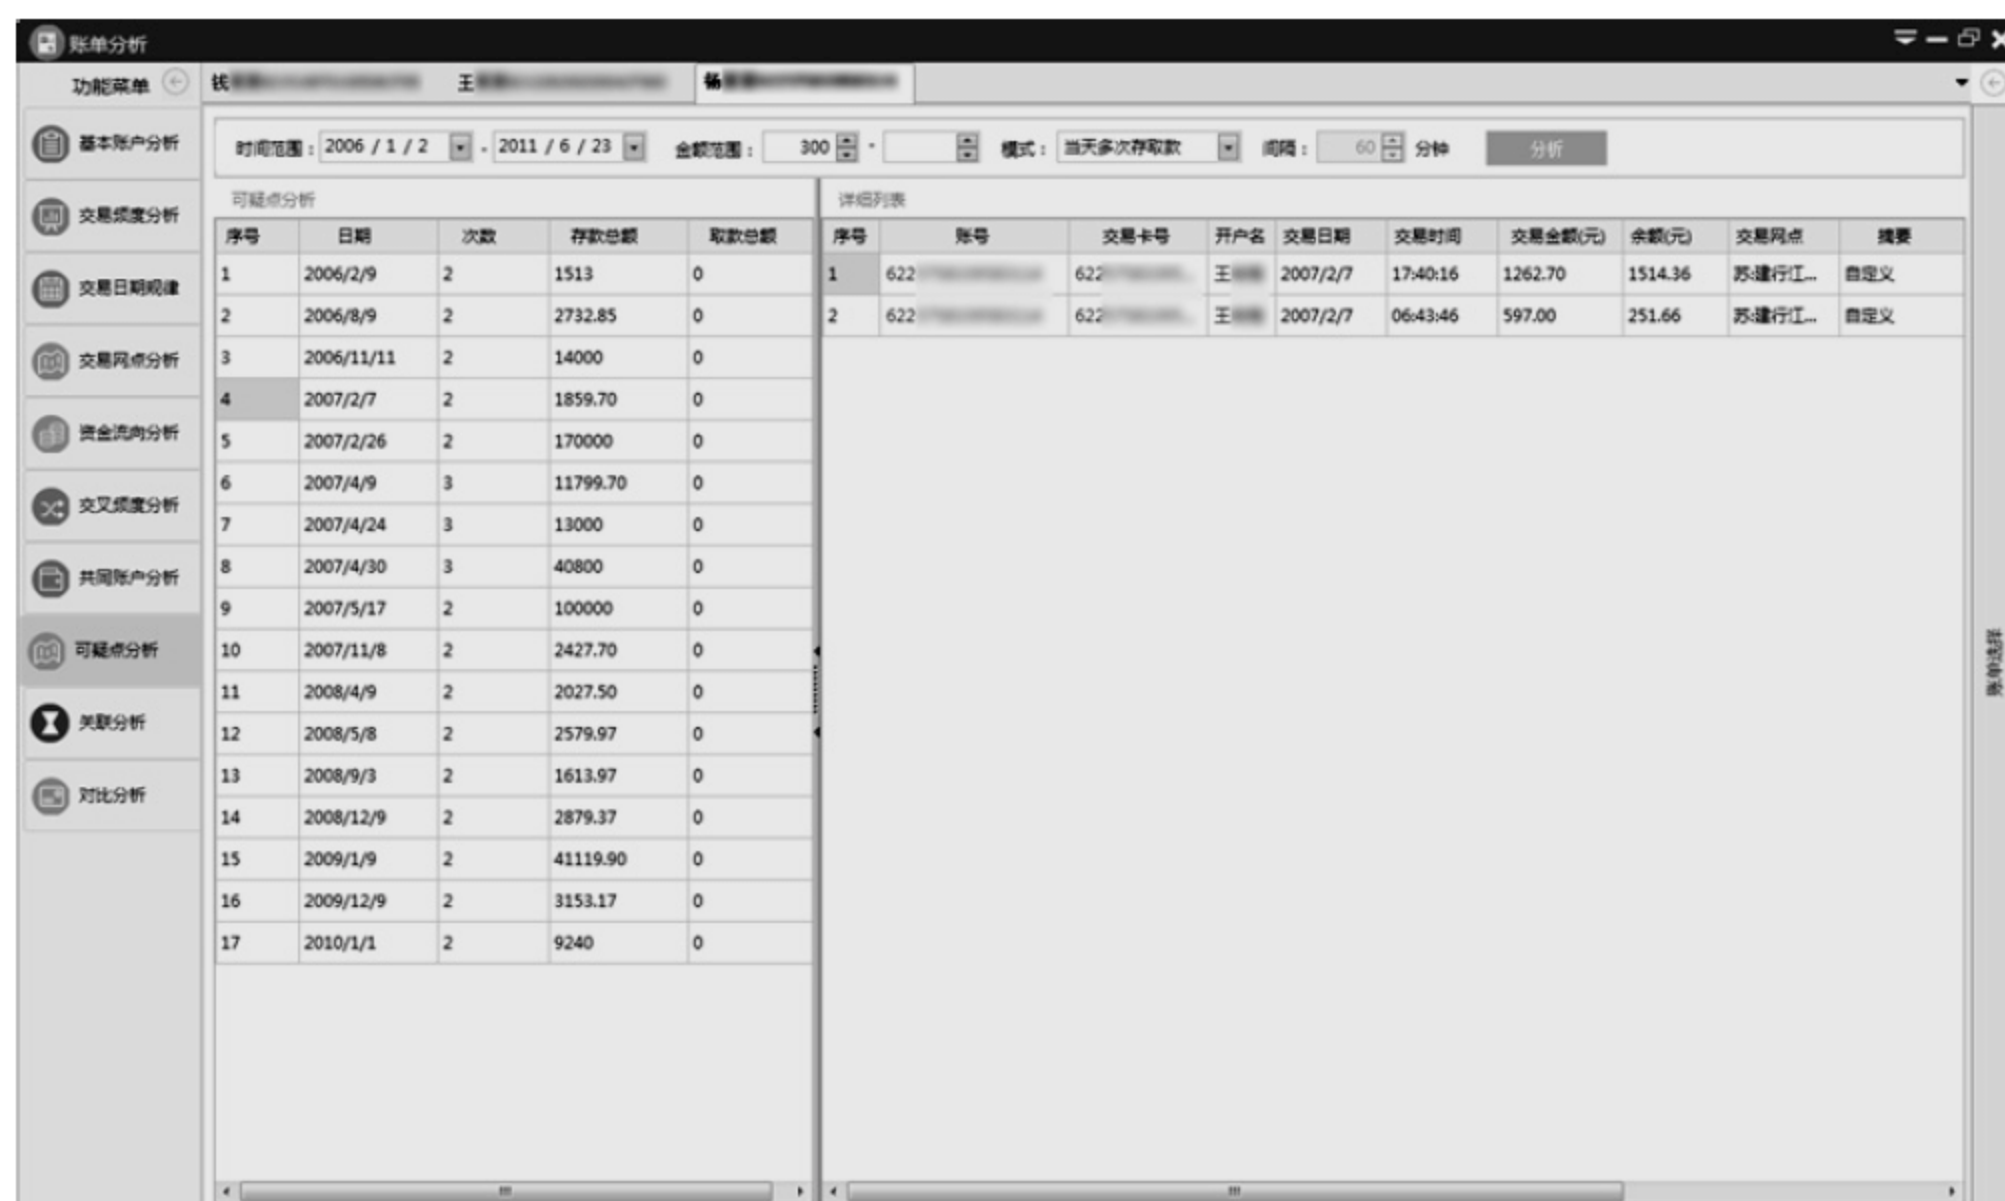 账单分析
功能菜单 钱 王 杨
基本账户分析
交易频度分析
交易日期规律
交易网点分析
资金流向分析
交叉频度分析
共同账户分析
可疑点分析
关联分析
对比分析
时间范围： 2006 / 1 / 2 - 2011 / 6 / 23 金额范围： 300 - 模式： 当天多次存取款 间隔： 60 分钟 分析
可疑点分析
序号 日期 次数 存款总额 取款总额
1 2006/2/9 2 1513 0
2 2006/8/9 2 2732.85 0
3 2006/11/11 2 14000 0
4 2007/2/7 2 1859.70 0
5 2007/2/26 2 170000 0
6 2007/4/9 3 11799.70 0
7 2007/4/24 3 13000 0
8 2007/4/30 3 40800 0
9 2007/5/17 2 100000 0
10 2007/11/8 2 2427.70 0
11 2008/4/9 2 2027.50 0
12 2008/5/8 2 2579.97 0
13 2008/9/3 2 1613.97 0
14 2008/12/9 2 2879.37 0
15 2009/1/9 2 41119.90 0
16 2009/12/9 2 3153.17 0
17 2010/1/1 2 9240 0
详细列表
序号 账号 交易卡号 开户名 交易日期 交易时间 交易金额(元) 余额(元) 交易网点 摘要
1 622 622 王 2007/2/7 17:40:16 1262.70 1514.36 苏:建行江... 自定义
2 622 622 王 2007/2/7 06:43:46 597.00 251.66 苏:建行江... 自定义
账单选择